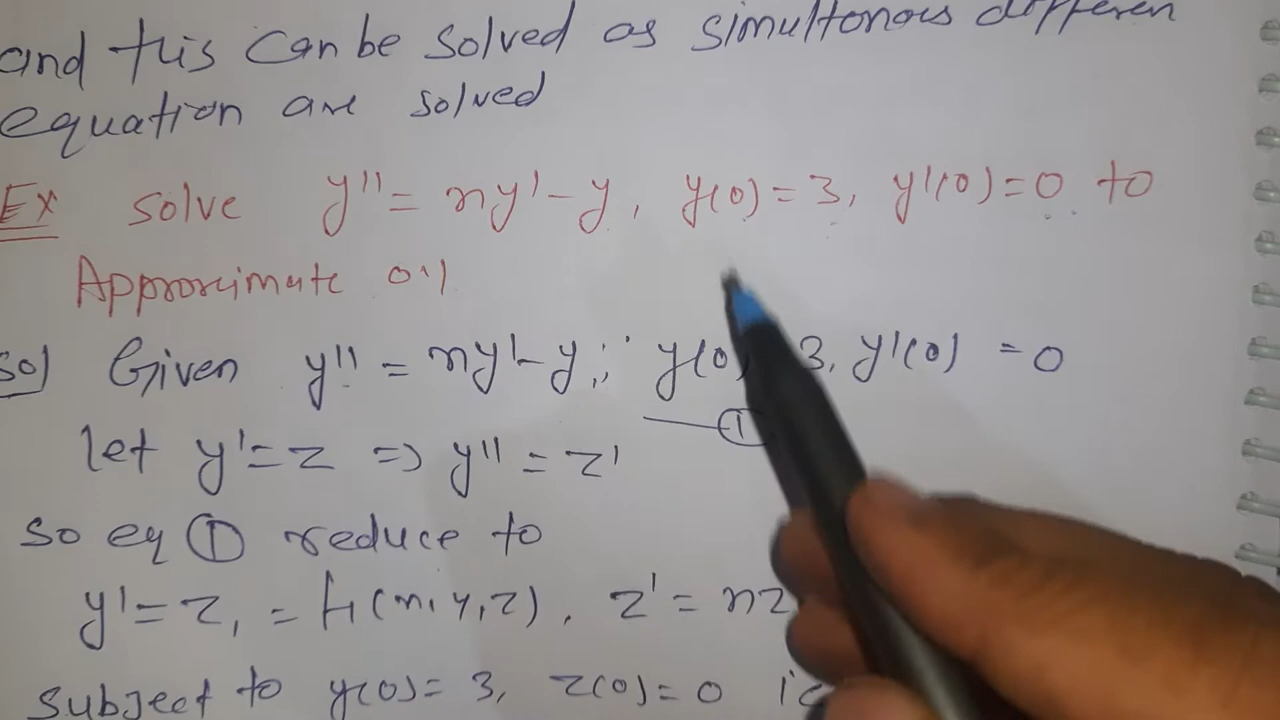 and this can be solved as simultonous differen
equation are solved
Ex solve y'' = xy' - y, y(0) = 3, y'(0) = 0 to
Approximate 0.1
Sol Given y'' = xy' - y, ; y(0) 3, y'(0) = 0
①
let y' = z => y'' = z'
So eq ① reduce to
y' = z, = f1(x, y, z), z' = xz
Subject to y(0) = 3, z(0) = 0